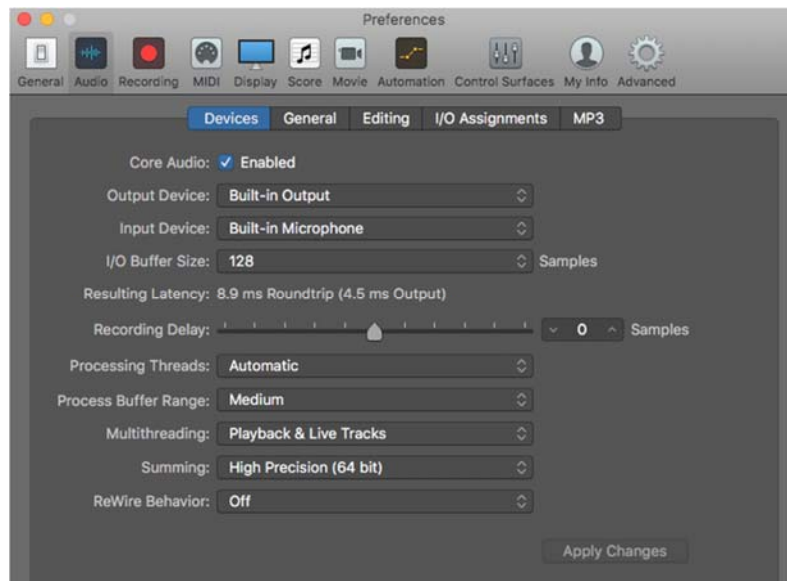 Preferences
General Audio Recording MIDI Display Score Movie Automation Control Surfaces My Info Advanced
Devices General Editing I/O Assignments MP3
Core Audio: Enabled
Output Device: Built-in Output
Input Device: Built-in Microphone
I/O Buffer Size: 128 Samples
Resulting Latency: 8.9 ms Roundtrip (4.5 ms Output)
Recording Delay: 0 Samples
Processing Threads: Automatic
Process Buffer Range: Medium
Multithreading: Playback & Live Tracks
Summing: High Precision (64 bit)
ReWire Behavior: Off
Apply Changes